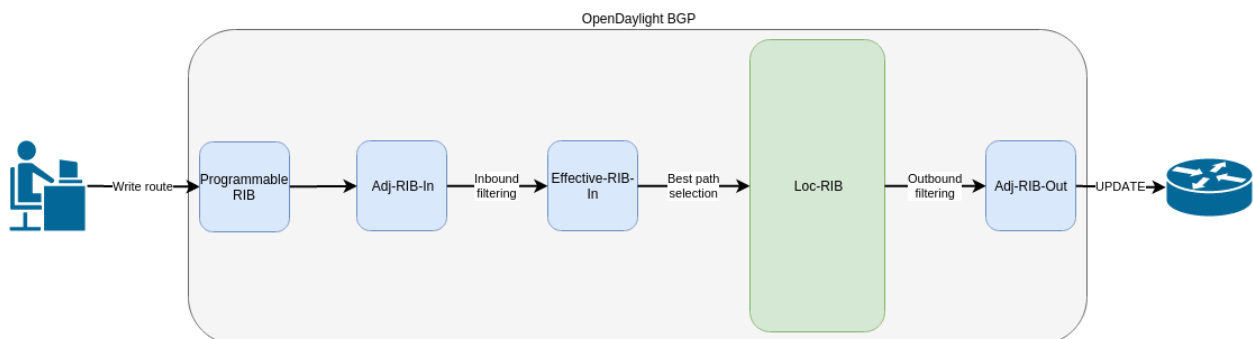 OpenDaylight BGP
Write route
Programmable
RIB
Adj-RIB-In
Inbound
filtering
Effective-RIB-
In
Best path
selection
Loc-RIB
Outbound
filtering
Adj-RIB-Out
UPDATE